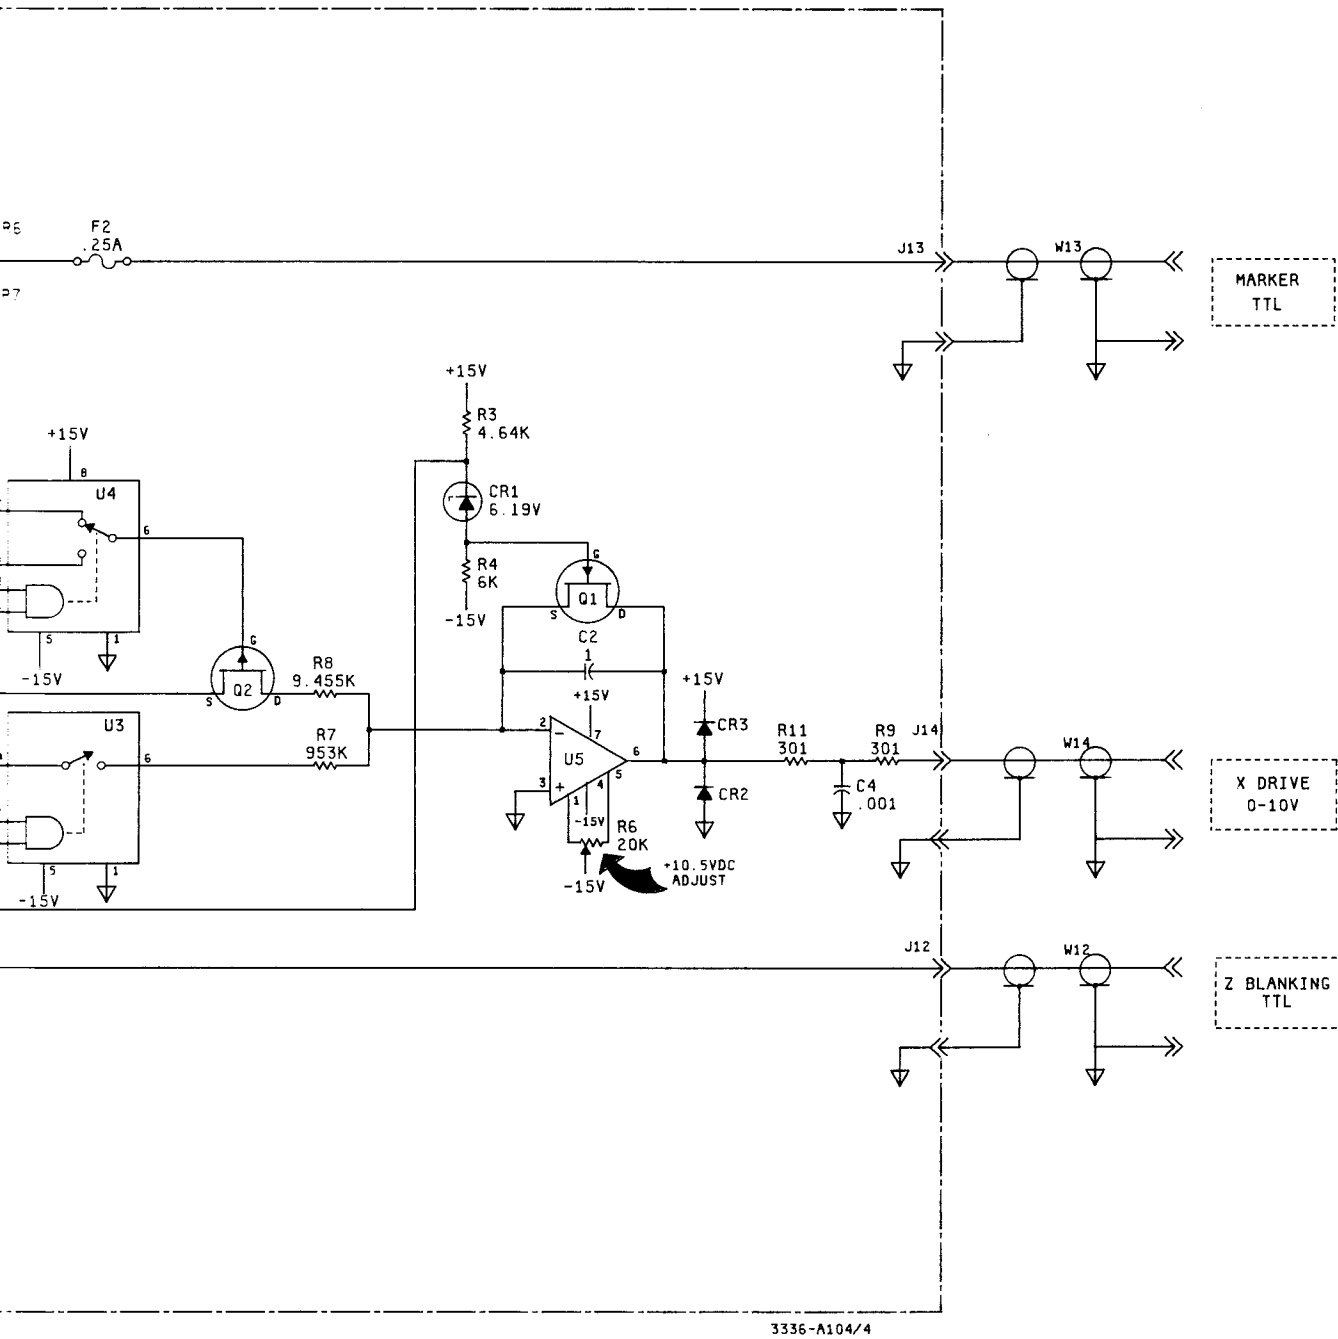 F2
.25A
J13
W13
MARKER
TTL
+15V
R3
4.64K
+15V
8
U4
6
CR1
6.19V
G
R4
6K
Q1
S
D
-15V
5
1
C2
1
-15V
G
Q2
S
D
R8
9.455K
+15V
+15V
U3
6
R7
953K
2
-
7
U5
6
3
+
5
4
1
-15V
CR3
CR2
R11
301
R9
301
J14
W14
C4
.001
X DRIVE
0-10V
R6
20K
5
1
-15V
-15V
+10.5VDC
ADJUST
J12
W12
Z BLANKING
TTL
3336-A104/4